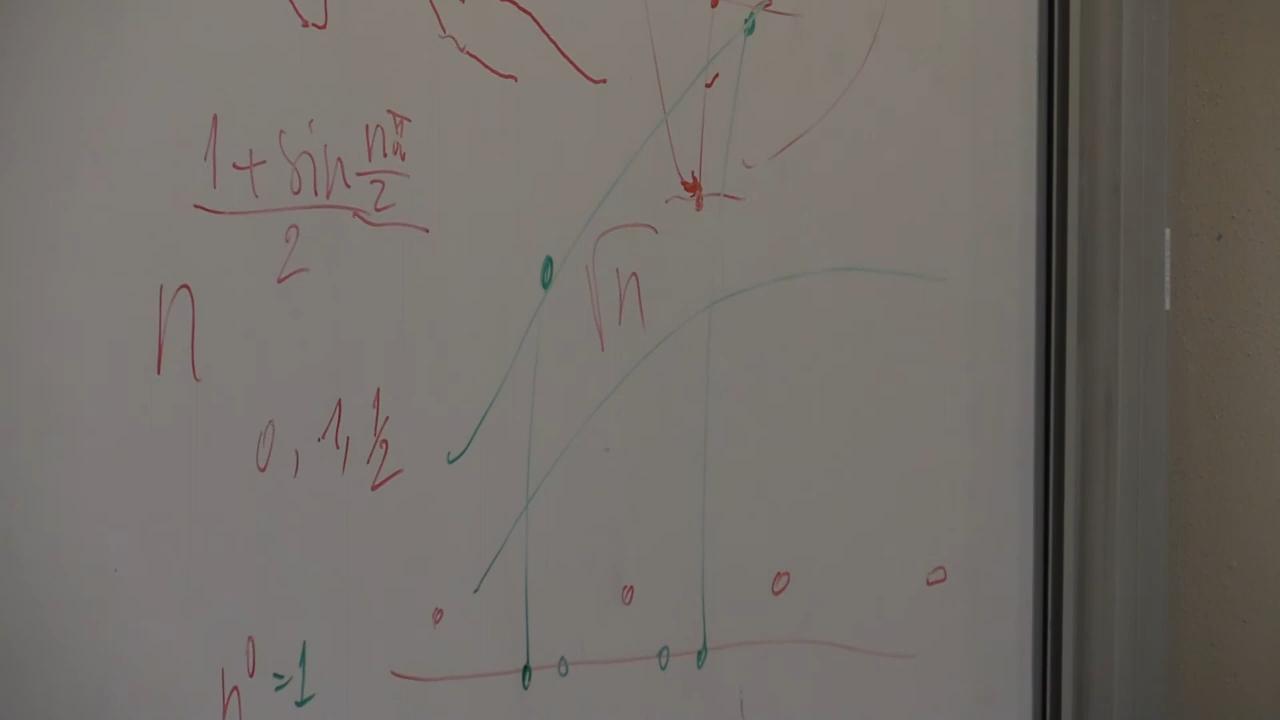 1 + sin nπ/2
2
n
√n
0, 1, 1/2
n⁰ = 1